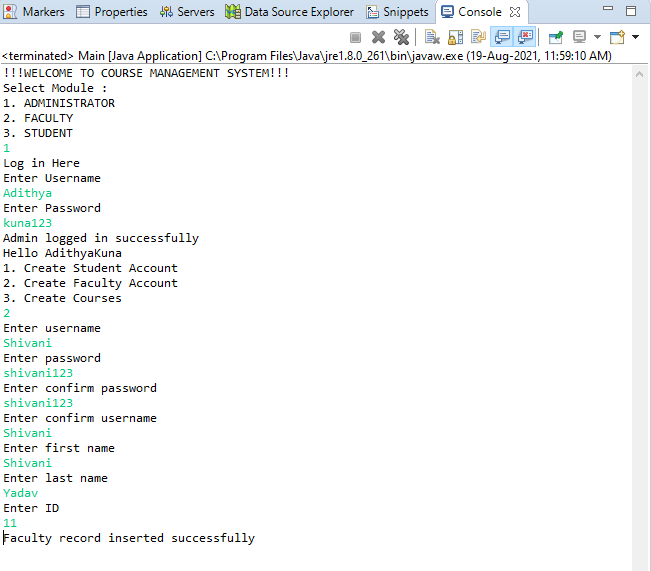 Markers Properties Servers Data Source Explorer Snippets Console
<terminated> Main [Java Application] C:\Program Files\Java\jre1.8.0_261\bin\javaw.exe (19-Aug-2021, 11:59:10 AM)
!!!WELCOME TO COURSE MANAGEMENT SYSTEM!!!
Select Module :
1. ADMINISTRATOR
2. FACULTY
3. STUDENT
1
Log in Here
Enter Username
Adithya
Enter Password
kuna123
Admin logged in successfully
Hello AdithyaKuna
1. Create Student Account
2. Create Faculty Account
3. Create Courses
2
Enter username
Shivani
Enter password
shivani123
Enter confirm password
shivani123
Enter confirm username
Shivani
Enter first name
Shivani
Enter last name
Yadav
Enter ID
11
Faculty record inserted successfully